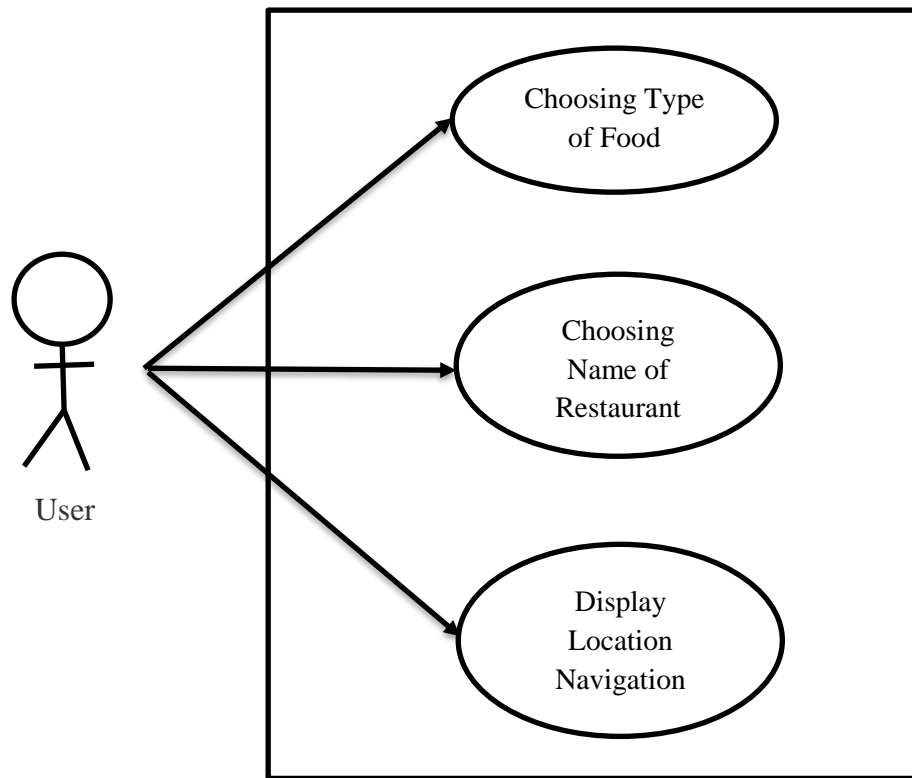 Choosing Type
of Food
Choosing
Name of
Restaurant
User
Display
Location
Navigation